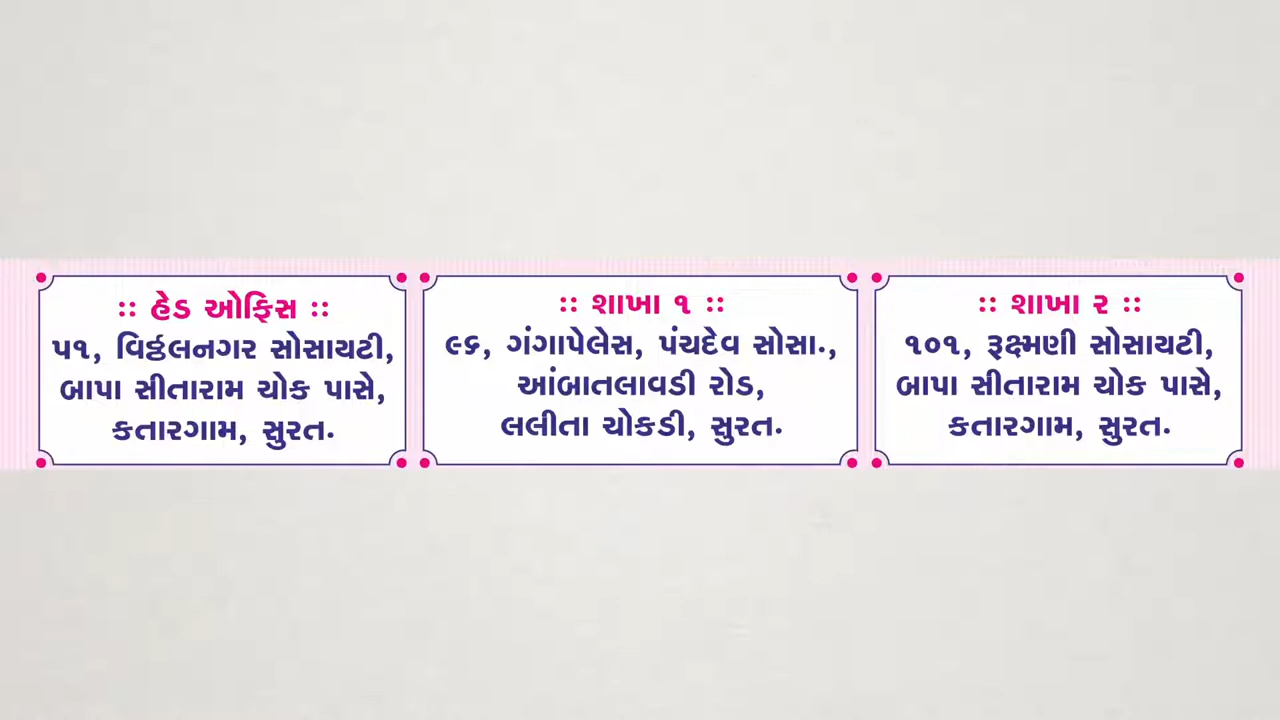 :: હેડ ઓફિસ ::
૫૧, વિઠ્ઠલનગર સોસાયટી,
બાપા સીતારામ ચોક પાસે,
કતારગામ, સુરત.
:: શાખા ૧ ::
૯૬, ગંગાપેલેસ, પંચદેવ સોસા.,
આંબાતલાવડી રોડ,
લલીતા ચોકડી, સુરત.
:: શાખા ૨ ::
૧૦૧, રૂક્ષ્મણી સોસાયટી,
બાપા સીતારામ ચોક પાસે,
કતારગામ, સુરત.